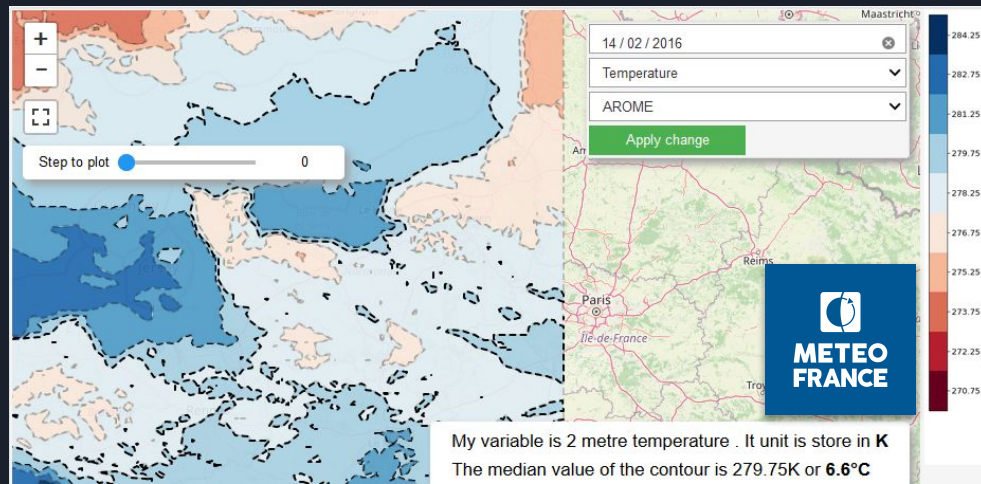 +
−
Maastricht
14 / 02 / 2016
Temperature
AROME
Apply change
Step to plot
0
Am
Reims
Paris
Île-de-France
Troy
METEO
FRANCE
284.25
282.75
281.25
279.75
278.25
276.75
275.25
273.75
272.25
270.75
My variable is 2 metre temperature . It unit is store in K
The median value of the contour is 279.75K or 6.6°C